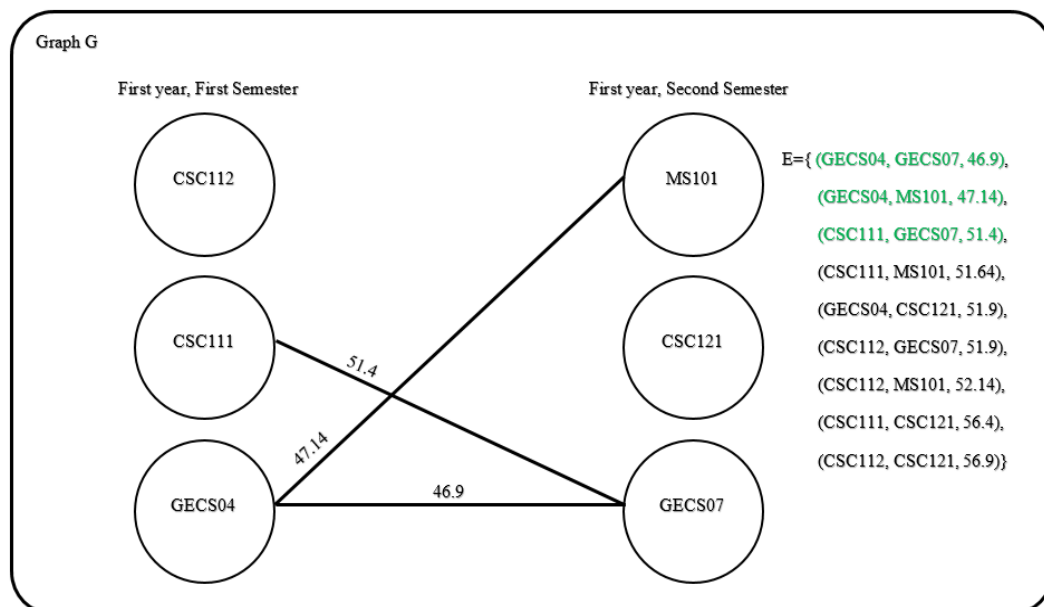 Graph G
First year, First Semester
First year, Second Semester
CSC112
MS101
E={ (GECS04, GECS07, 46.9),
(GECS04, MS101, 47.14),
(CSC111, GECS07, 51.4),
(CSC111, MS101, 51.64),
(GECS04, CSC121, 51.9),
(CSC112, GECS07, 51.9),
(CSC112, MS101, 52.14),
(CSC111, CSC121, 56.4),
(CSC112, CSC121, 56.9)}
CSC111
CSC121
51.4
47.14
46.9
GECS04
GECS07